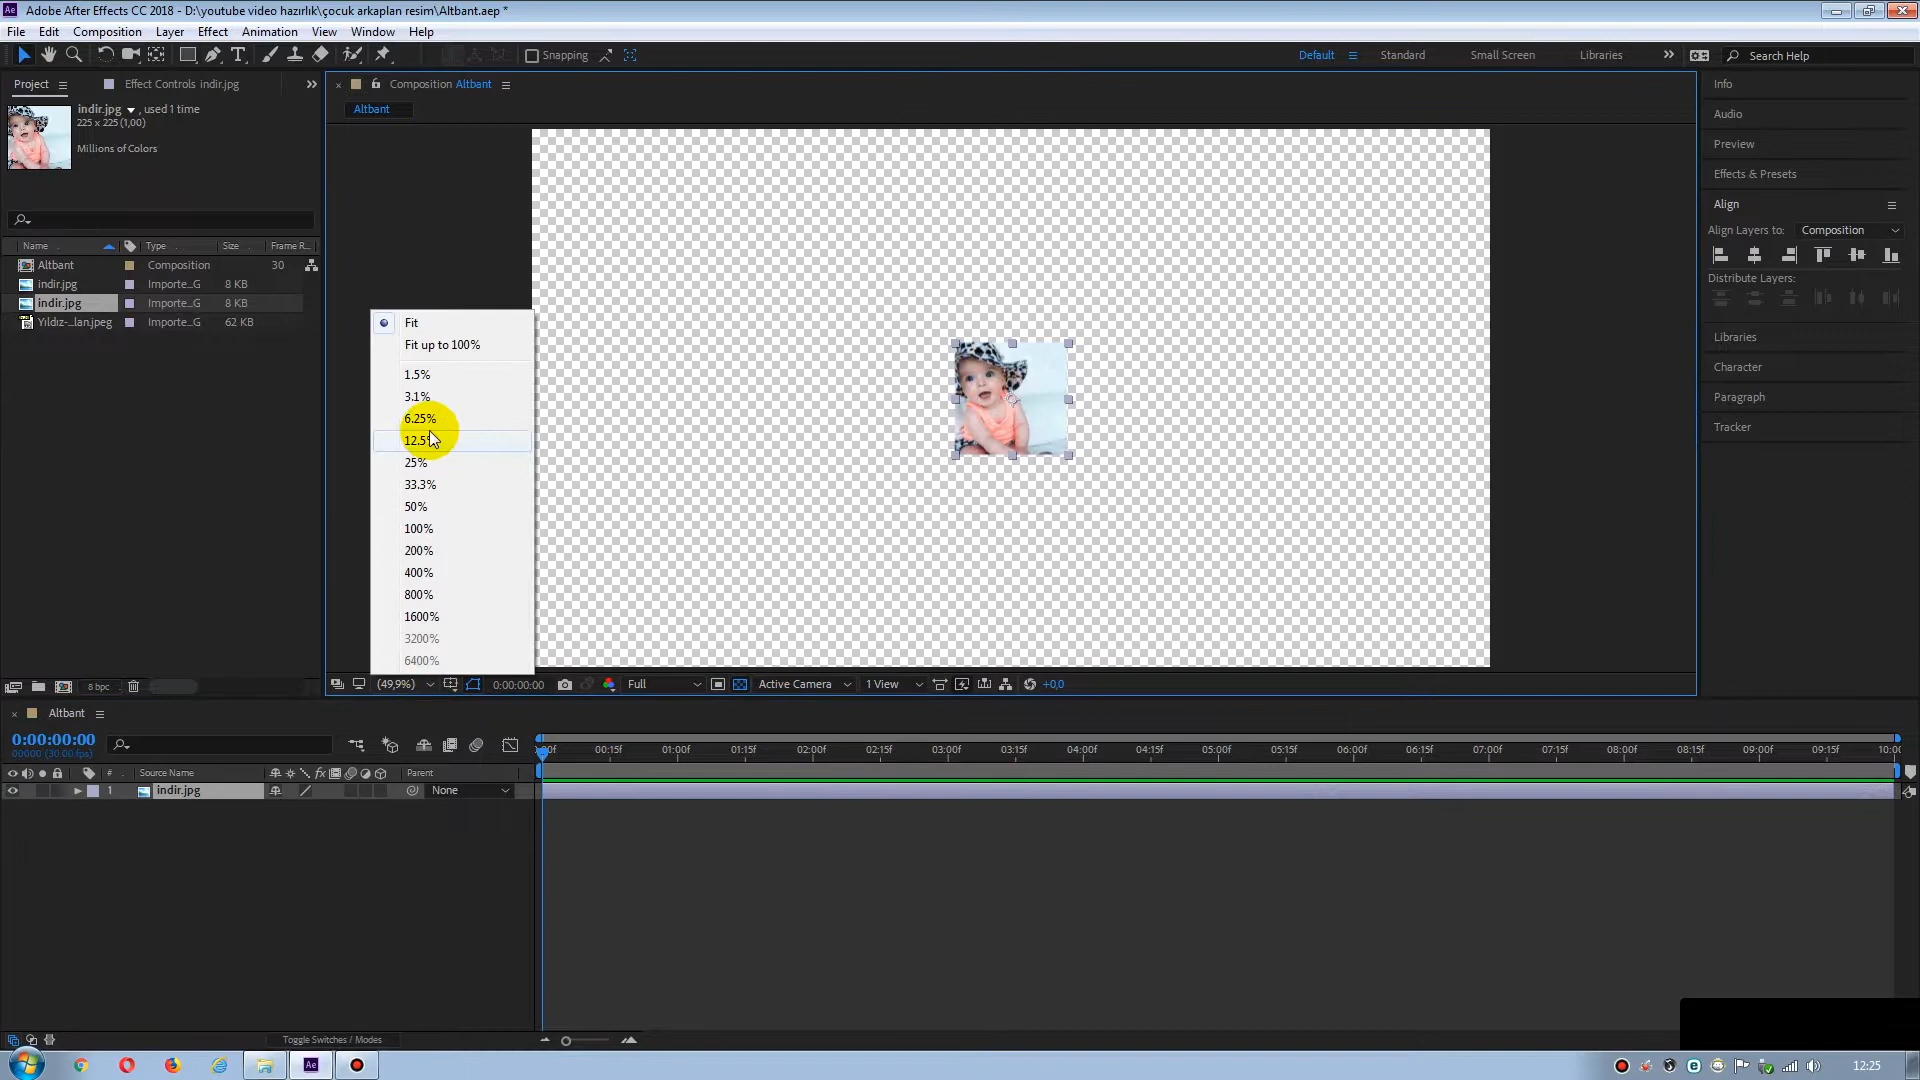 Adobe After Effects CC 2018 - D:\youtube video hazırlık\çocuk arkaplan resim\Altbant.aep *
File Edit Composition Layer Effect Animation View Window Help
Snapping Default Standard Small Screen Libraries Search Help
Project Effect Controls indir.jpg
Composition Altbant
Altbant
indir.jpg , used 1 time
225 x 225 (1,00)
Millions of Colors
Name Type Size Frame R...
Altbant Composition 30
indir.jpg Importe...G 8 KB
indir.jpg Importe...G 8 KB
Yıldız-...lan.jpeg Importe...G 62 KB
Fit
Fit up to 100%
1.5%
3.1%
6.25%
12.5%
25%
33.3%
50%
100%
200%
400%
800%
1600%
3200%
6400%
Info
Audio
Preview
Effects & Presets
Align
Align Layers to: Composition
Distribute Layers:
Libraries
Character
Paragraph
Tracker
8 bpc
(49,9%) 0:00:00:00 Full Active Camera 1 View +0,0
Altbant
0:00:00:00
00000 (30.00 fps)
:00f 00:15f 01:00f 01:15f 02:00f 02:15f 03:00f 03:15f 04:00f 04:15f 05:00f 05:15f 06:00f 06:15f 07:00f 07:15f 08:00f 08:15f 09:00f 09:15f 10:00
# Source Name fx Parent
1 indir.jpg None
Toggle Switches / Modes
Ae
12:25